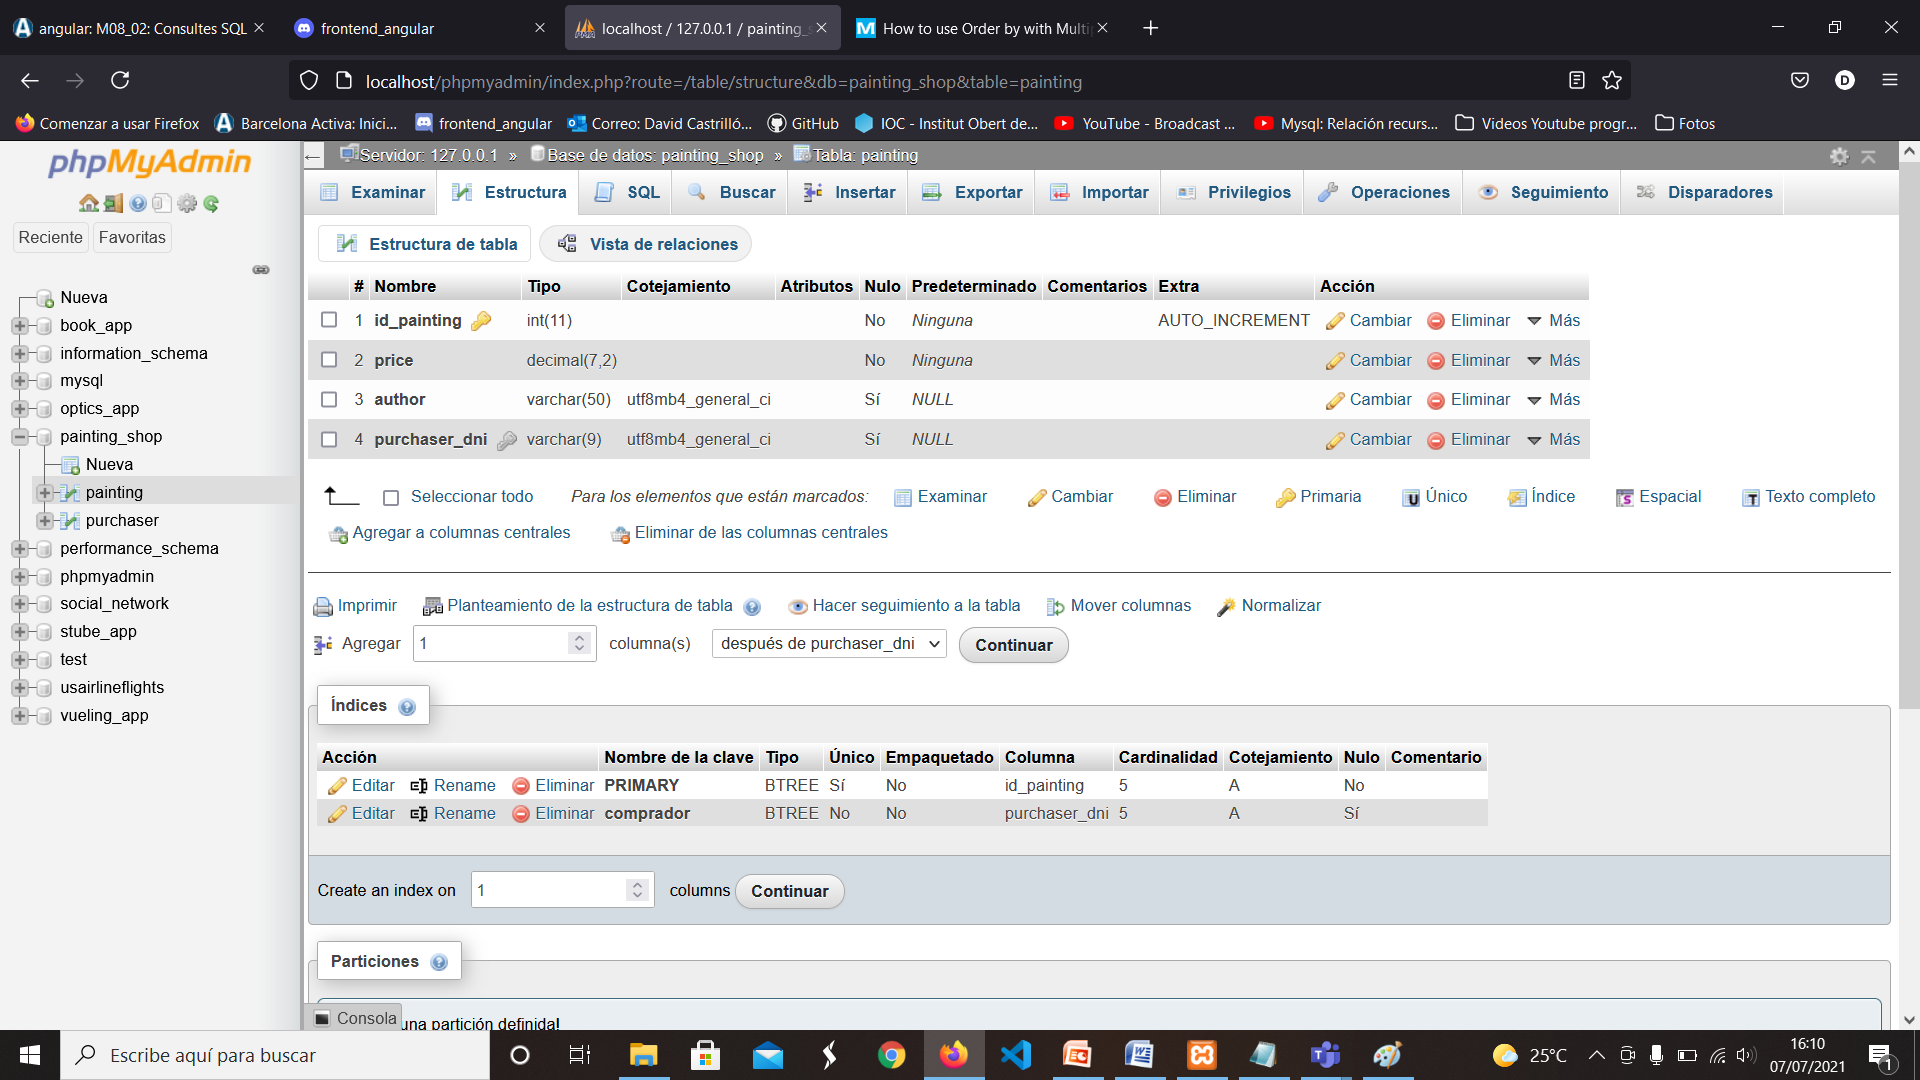 angular: M08_02: Consultes SQL
frontend_angular
localhost / 127.0.0.1 / painting_s
How to use Order by with Multi
localhost/phpmyadmin/index.php?route=/table/structure&db=painting_shop&table=painting
D
Comenzar a usar Firefox
Barcelona Activa: Inici...
frontend_angular
Correo: David Castrilló...
GitHub
IOC - Institut Obert de...
YouTube - Broadcast ...
Mysql: Relación recurs...
Videos Youtube progr...
Fotos
phpMyAdmin
Reciente Favoritas
Nueva
book_app
information_schema
mysql
optics_app
painting_shop
Nueva
painting
purchaser
performance_schema
phpmyadmin
social_network
stube_app
test
usairlineflights
vueling_app
Servidor: 127.0.0.1 » Base de datos: painting_shop » Tabla: painting
Examinar Estructura SQL Buscar Insertar Exportar Importar Privilegios Operaciones Seguimiento Disparadores
Estructura de tabla Vista de relaciones
# Nombre Tipo Cotejamiento Atributos Nulo Predeterminado Comentarios Extra Acción
1 id_painting int(11) No Ninguna AUTO_INCREMENT Cambiar Eliminar Más
2 price decimal(7,2) No Ninguna Cambiar Eliminar Más
3 author varchar(50) utf8mb4_general_ci Sí NULL Cambiar Eliminar Más
4 purchaser_dni varchar(9) utf8mb4_general_ci Sí NULL Cambiar Eliminar Más
Seleccionar todo Para los elementos que están marcados: Examinar Cambiar Eliminar Primaria Único Índice Espacial Texto completo
Agregar a columnas centrales Eliminar de las columnas centrales
Imprimir Planteamiento de la estructura de tabla Hacer seguimiento a la tabla Mover columnas Normalizar
Agregar 1 columna(s) después de purchaser_dni Continuar
Índices
Acción Nombre de la clave Tipo Único Empaquetado Columna Cardinalidad Cotejamiento Nulo Comentario
Editar Rename Eliminar PRIMARY BTREE Sí No id_painting 5 A No
Editar Rename Eliminar comprador BTREE No No purchaser_dni 5 A Sí
Create an index on 1 columns Continuar
Particiones
Consola
una partición definida!
Escribe aquí para buscar
25°C
16:10
07/07/2021
1